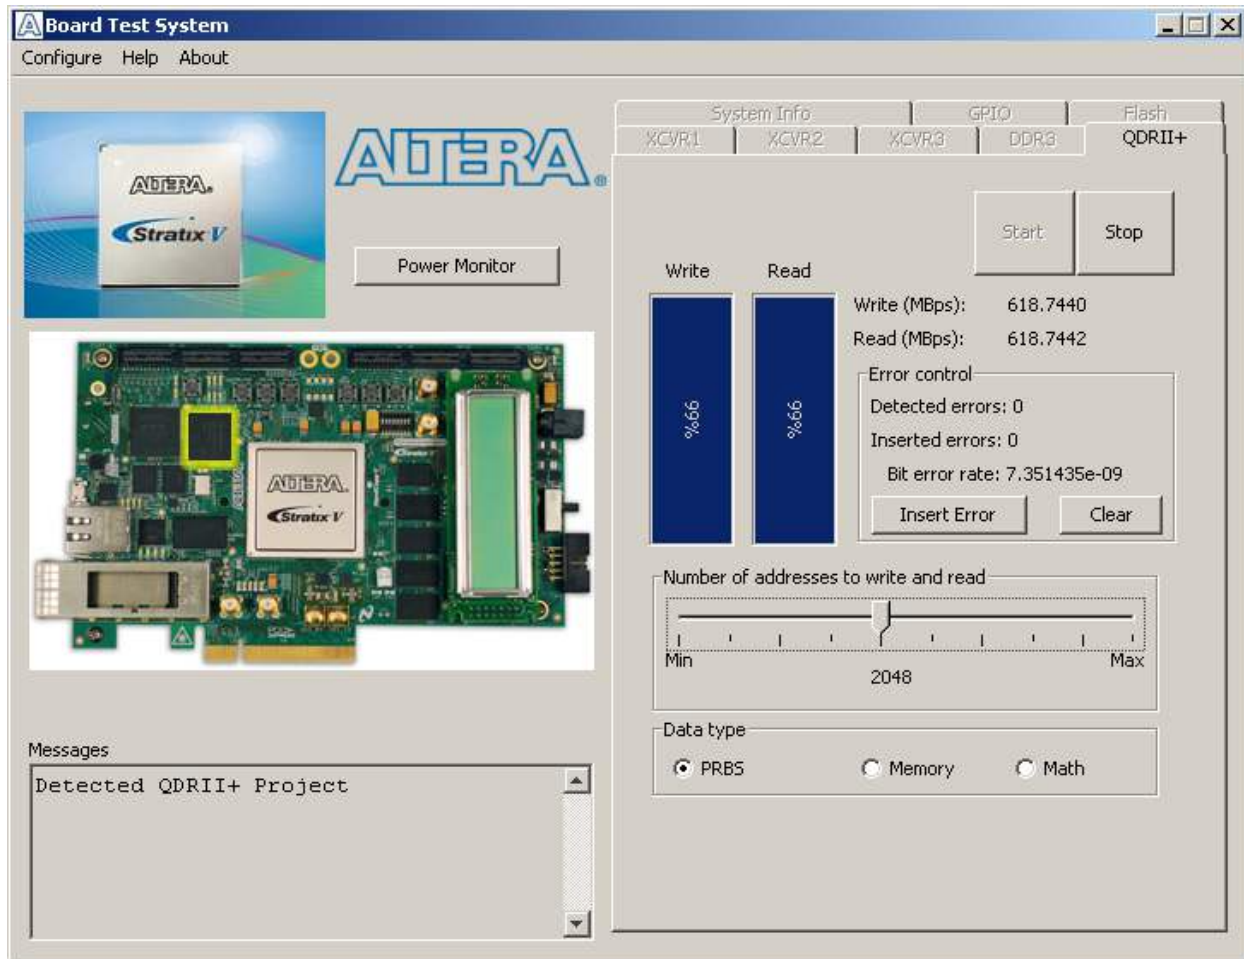 Board Test System
Configure Help About
ALTERA®
Stratix V
ALTERA®
Power Monitor
ALTERA
Stratix V
Messages
Detected QDRII+ Project
System Info GPIO Flash
XCVR1 XCVR2 XCVR3 DDR3 QDRII+
Start Stop
Write Read
99% 99%
Write (MBps): 618.7440
Read (MBps): 618.7442
Error control
Detected errors: 0
Inserted errors: 0
Bit error rate: 7.351435e-09
Insert Error Clear
Number of addresses to write and read
Min Max
2048
Data type
PRBS Memory Math